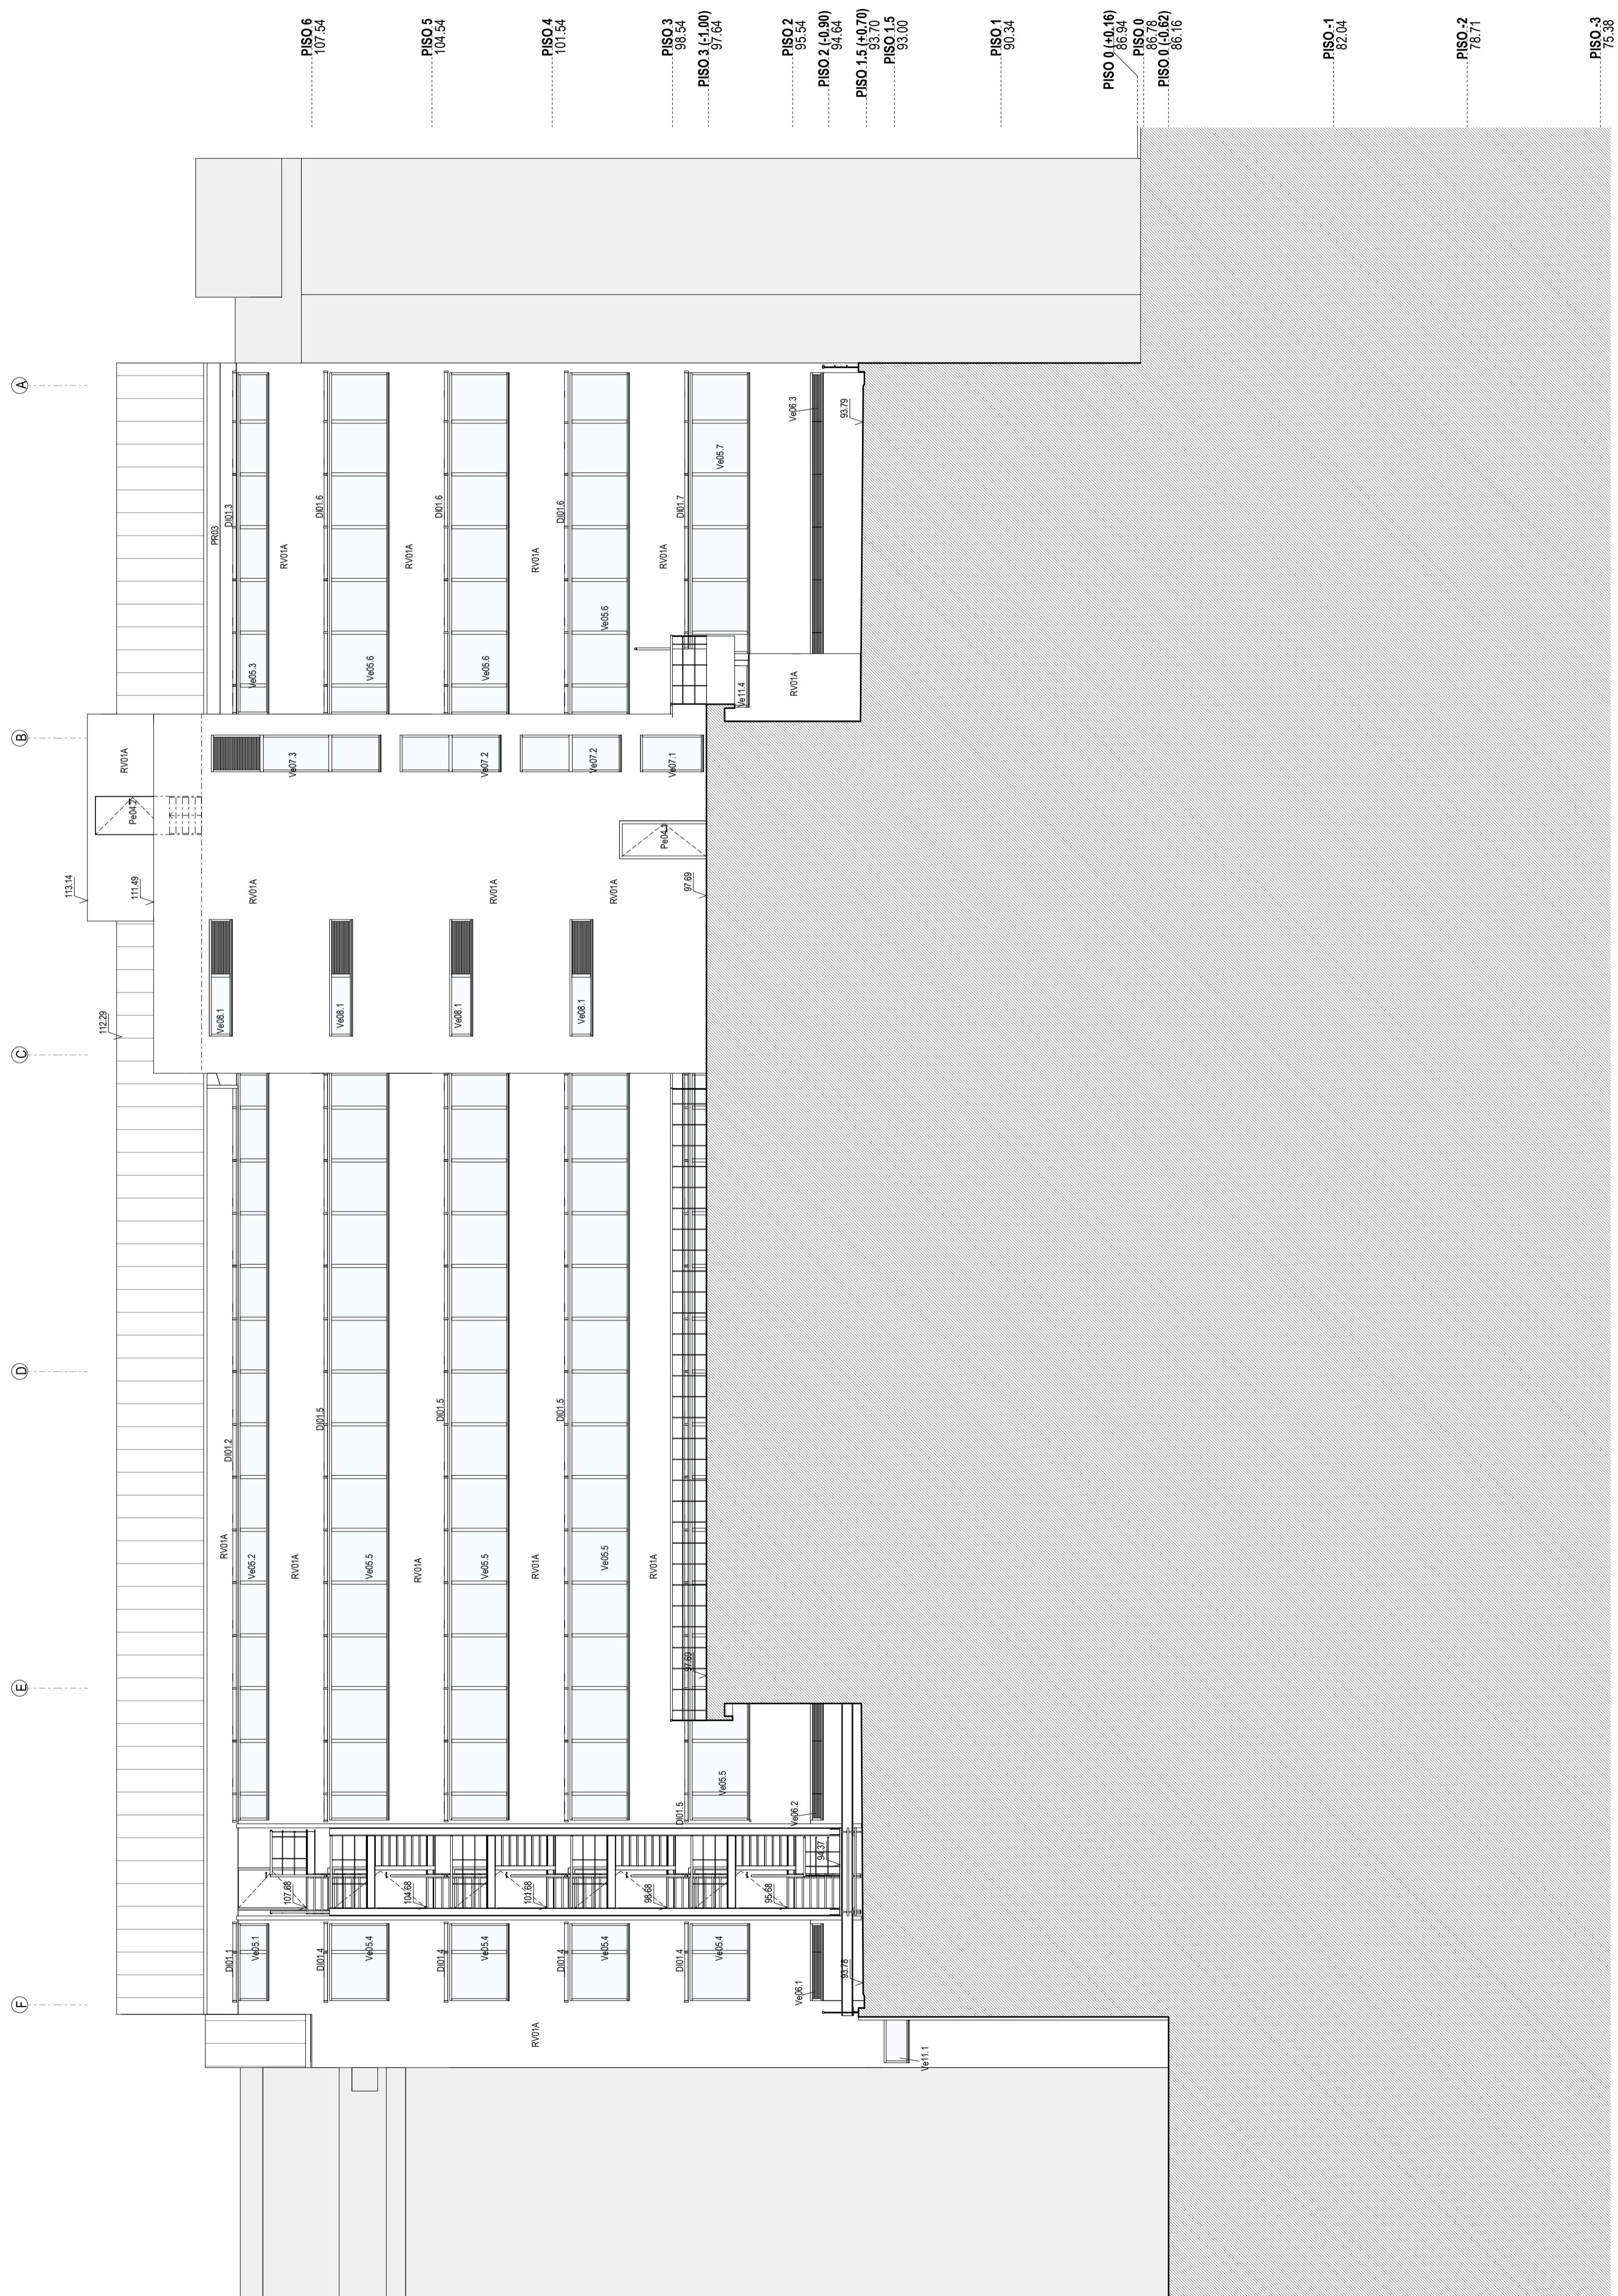 PISO 6
107.54
PISO 5
104.54
PISO 4
101.54
PISO 3
98.54
PISO 3 (-1.00)
97.64
PISO 2
95.54
PISO 2 (-0.90)
94.64
PISO 1.5 (+0.70)
93.70
PISO 1.5
93.00
PISO 1
90.34
PISO 0 (+0.16)
86.94
PISO 0
86.78
PISO 0 (-0.62)
86.16
PISO -1
82.04
PISO -2
78.71
PISO -3
75.38
A
PR03
DI01.3
DI01.6
DI01.6
DI01.6
DI01.7
RV01A
RV01A
RV01A
RV01A
Ve05.3
Ve05.6
Ve05.6
Ve05.6
Ve05.7
Ve06.3
93.79
Ve11.4
RV01A
B
RV01A
Pe04.2
Ve07.3
Ve07.2
Ve07.2
Ve07.1
Pe04.1
113.14
111.49
RV01A
RV01A
RV01A
97.69
112.29
Ve08.1
Ve08.1
Ve08.1
Ve08.1
C
D
DI01.2
DI01.5
DI01.5
DI01.5
RV01A
Ve05.2
RV01A
Ve05.5
RV01A
Ve05.5
RV01A
Ve05.5
RV01A
97.69
E
Ve05.5
DI01.5
Ve06.2
94.37
107.68
104.68
101.68
98.68
95.68
DI01.1
Ve05.1
DI01.4
Ve05.4
DI01.4
Ve05.4
DI01.4
Ve05.4
DI01.4
Ve05.4
Ve06.1
93.78
F
RV01A
Ve11.1